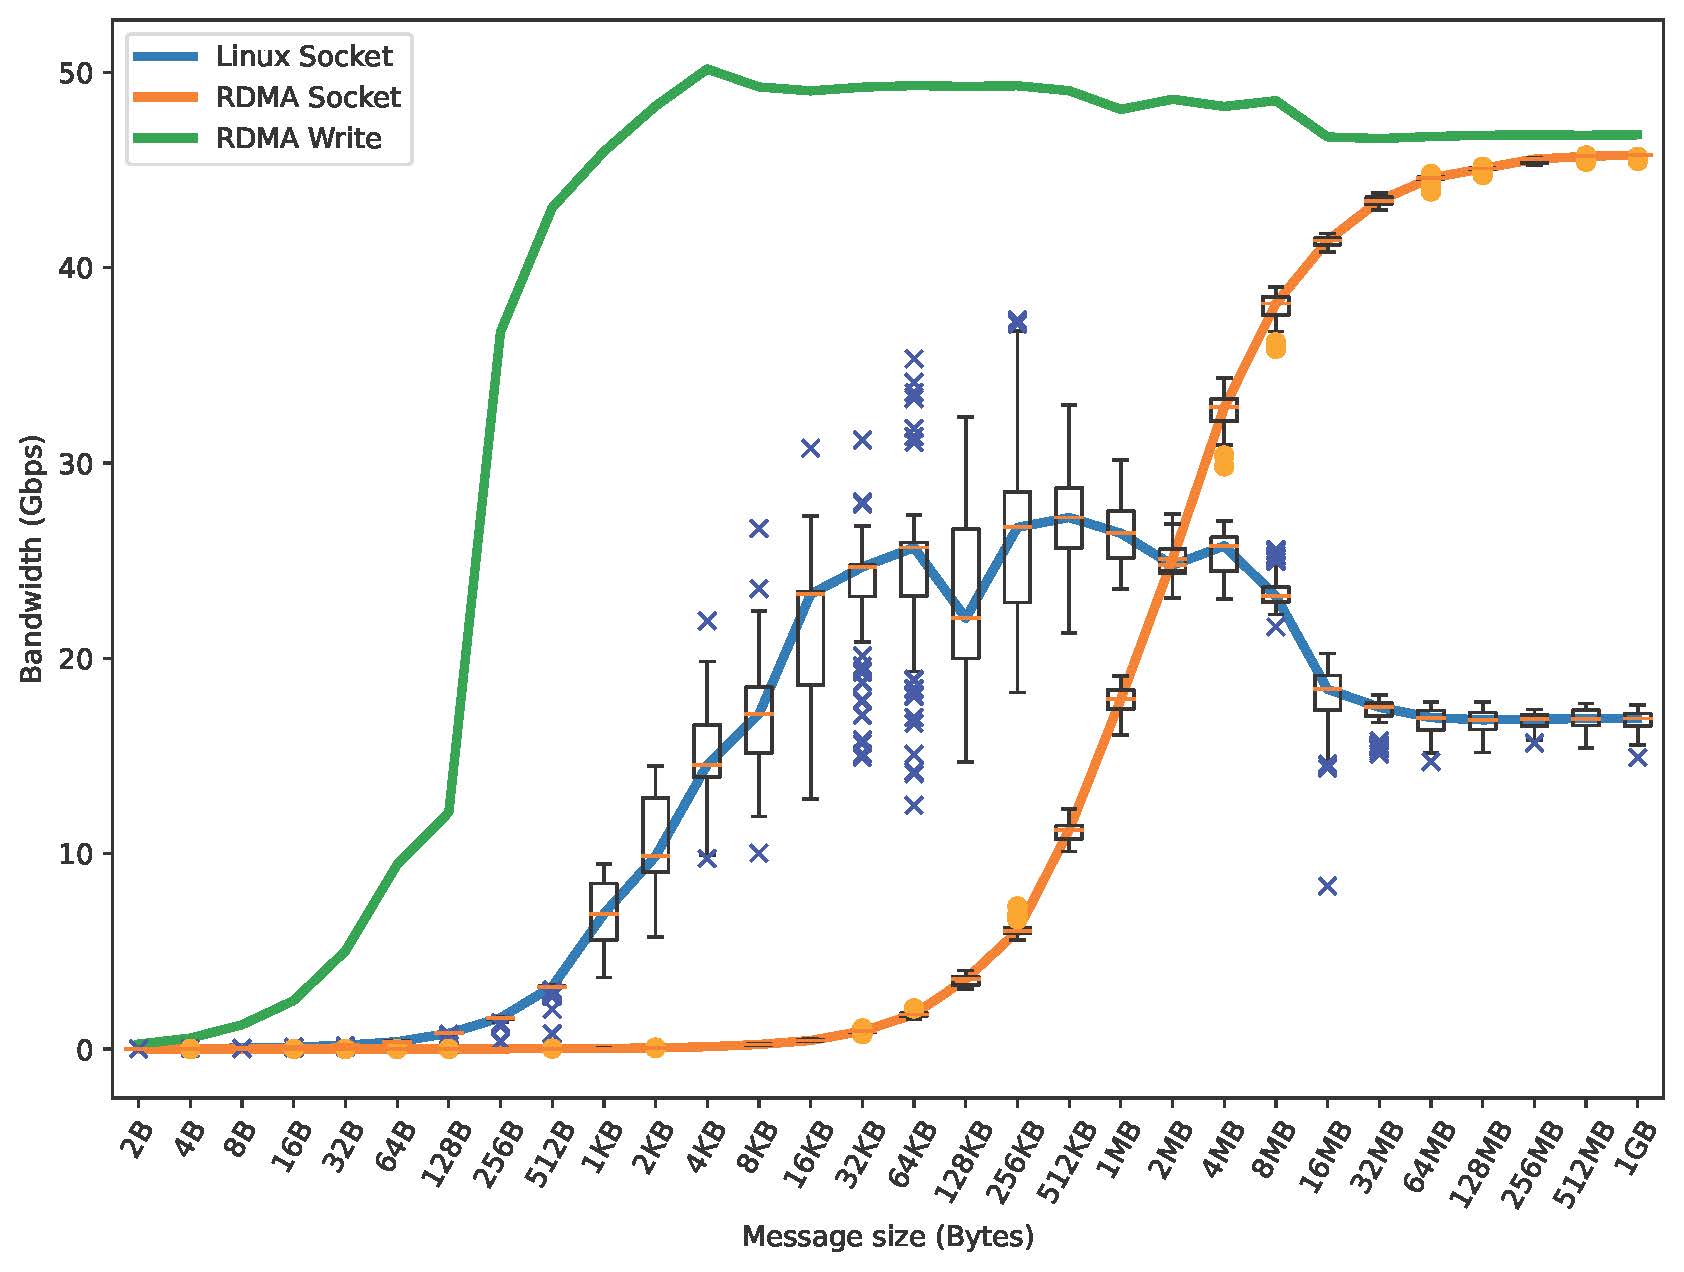 Linux Socket
RDMA Socket
RDMA Write
Bandwidth (Gbps)
50
40
30
20
10
0
2B 4B 8B 16B 32B 64B 128B 256B 512B 1KB 2KB 4KB 8KB 16KB 32KB 64KB 128KB 256KB 512KB 1MB 2MB 4MB 8MB 16MB 32MB 64MB 128MB 256MB 512MB 1GB
Message size (Bytes)